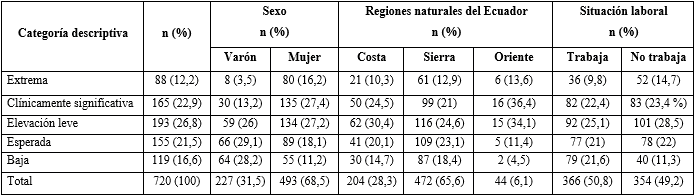 Categoría descriptiva n (%) Sexo n (%) Regiones naturales del Ecuador n (%) Situación laboral n (%)
Varón Mujer Costa Sierra Oriente Trabaja No trabaja
Extrema 88 (12,2) 8 (3,5) 80 (16,2) 21 (10,3) 61 (12,9) 6 (13,6) 36 (9,8) 52 (14,7)
Clínicamente significativa 165 (22,9) 30 (13,2) 135 (27,4) 50 (24,5) 99 (21) 16 (36,4) 82 (22,4) 83 (23,4 %)
Elevación leve 193 (26,8) 59 (26) 134 (27,2) 62 (30,4) 116 (24,6) 15 (34,1) 92 (25,1) 101 (28,5)
Esperada 155 (21,5) 66 (29,1) 89 (18,1) 41 (20,1) 109 (23,1) 5 (11,4) 77 (21) 78 (22)
Baja 119 (16,6) 64 (28,2) 55 (11,2) 30 (14,7) 87 (18,4) 2 (4,5) 79 (21,6) 40 (11,3)
Total 720 (100) 227 (31,5) 493 (68,5) 204 (28,3) 472 (65,6) 44 (6,1) 366 (50,8) 354 (49,2)